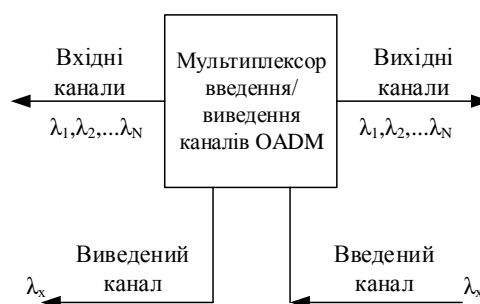 Вхідні
канали
λ1,λ2,...λN
Мультиплексор
введення/
виведення
каналів OADM
Вихідні
канали
λ1,λ2,...λN
Виведений
канал
λx
Введений
канал
λx